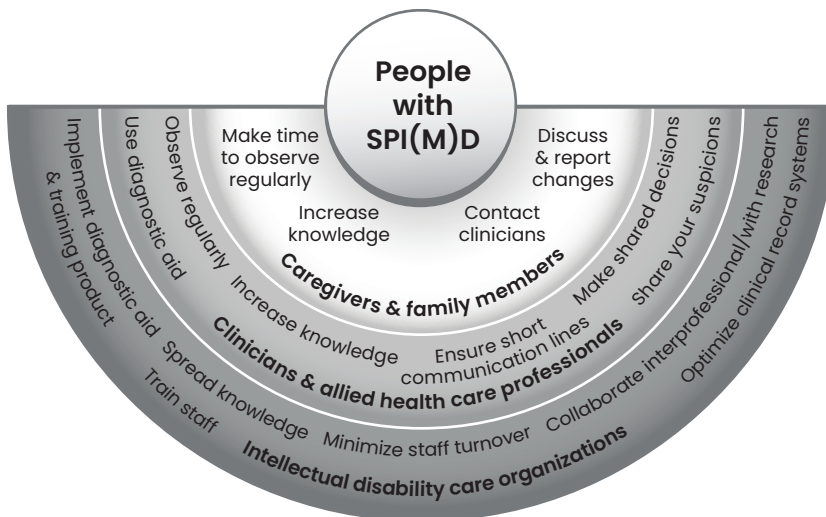 People
with
SPI(M)D
Make time
to observe
regularly
Increase
knowledge
Contact
clinicians
Discuss
& report
changes
Caregivers & family members
Observe regularly
Use diagnostic aid
Increase knowledge
Ensure short
communication lines
Make shared decisions
Share your suspicions
Clinicians & allied health care professionals
Implement diagnostic aid
& training product
Spread knowledge
Train staff
Minimize staff turnover
Collaborate interprofessional/with research
Optimize clinical record systems
Intellectual disability care organizations